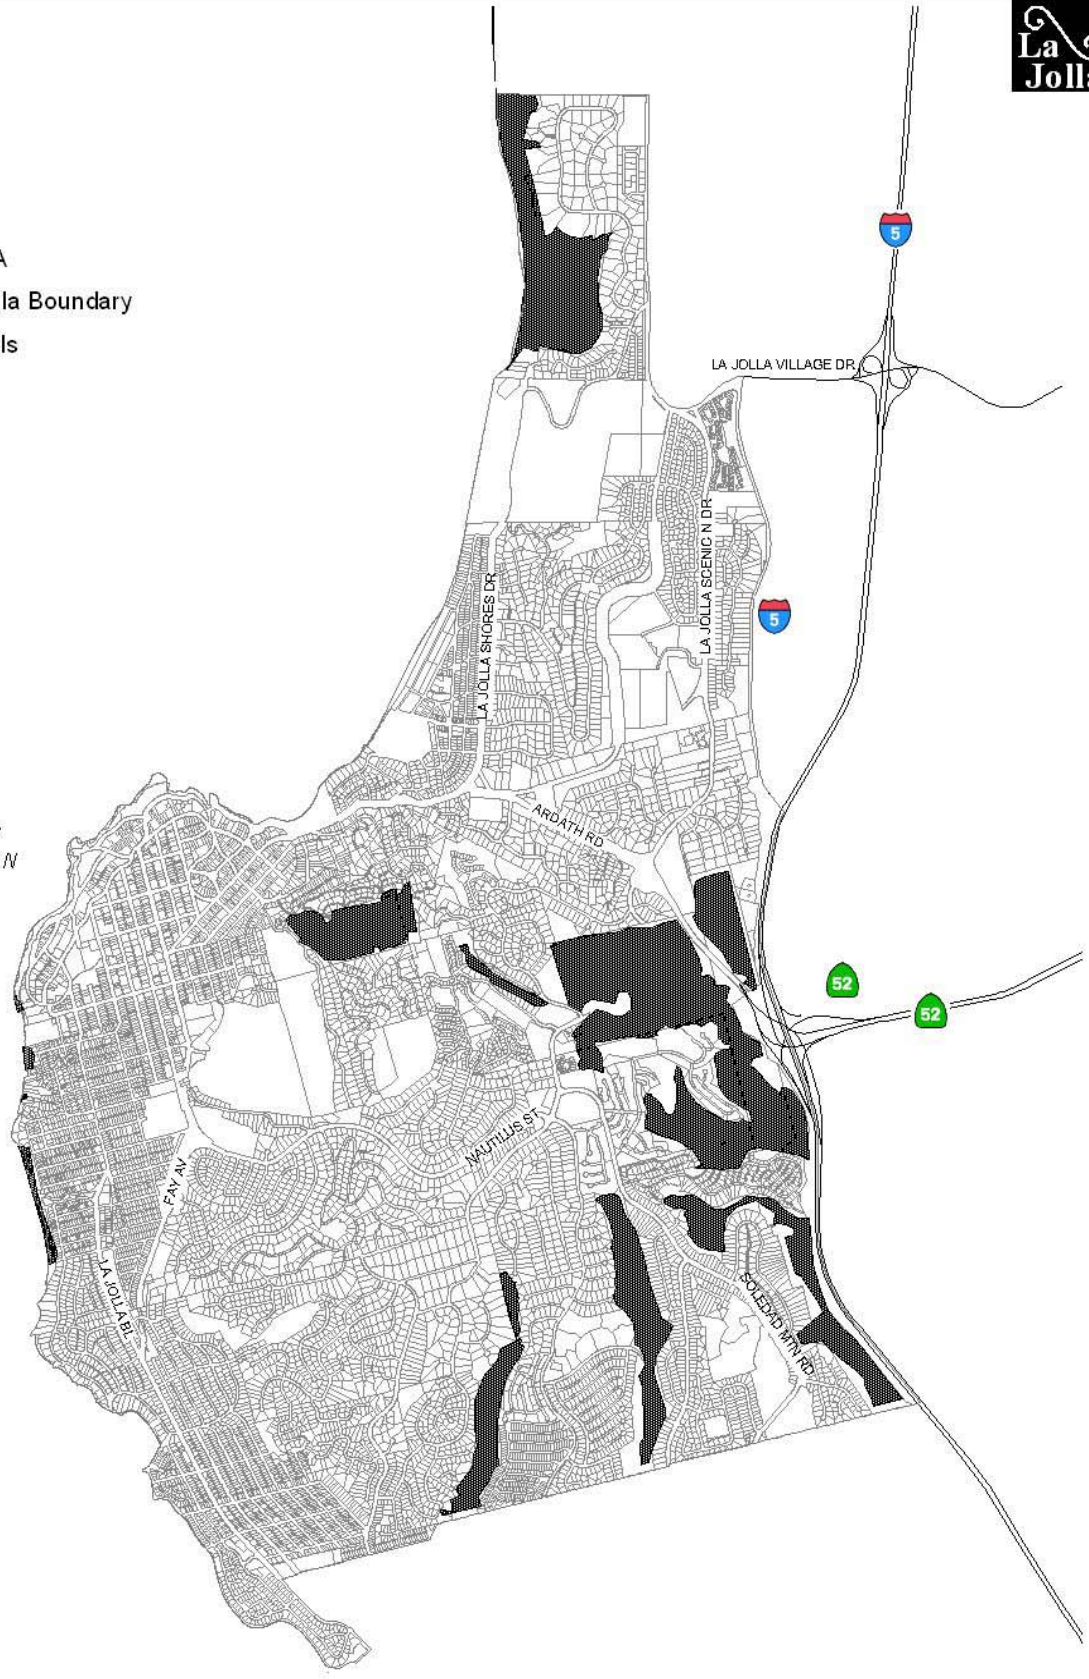 La
Jolla
5
A
la Boundary
ls
LA JOLLA VILLAGE DR
LA JOLLA SCENIC N DR
LA JOLLA SHORES DR
5
ARDATH RD
N
52
52
NAUTILUS ST
FAY AV
LA JOLLA BL
SOLEDAD MTN RD